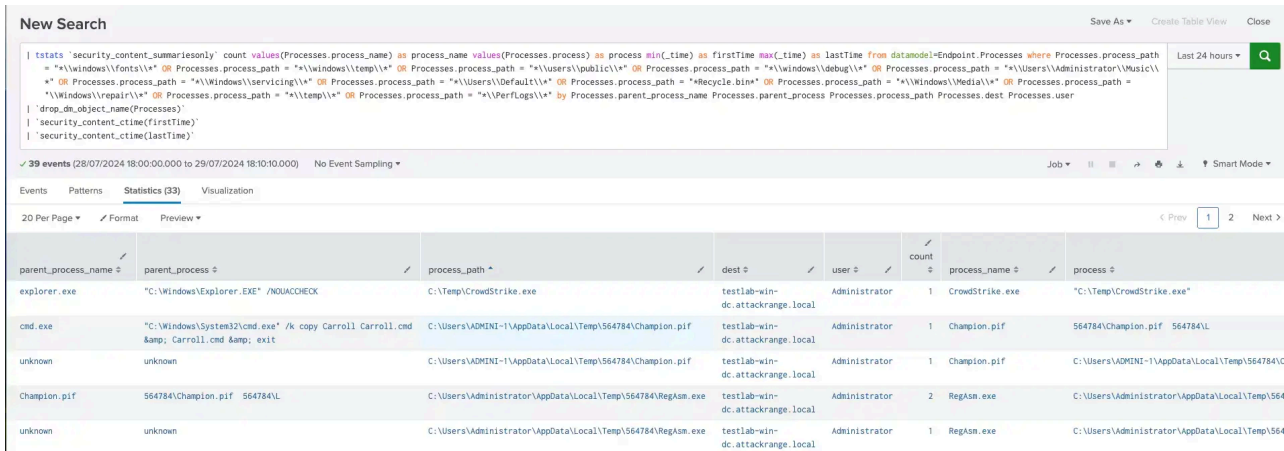 New Search
Save As ▾ Create Table View Close
| tstats `security_content_summariesonly` count values(Processes.process_name) as process_name values(Processes.process) as process min(_time) as firstTime max(_time) as lastTime from datamodel=Endpoint.Processes where Processes.process_path
= "*\\windows\\fonts\\*" OR Processes.process_path = "*\\windows\\temp\\*" OR Processes.process_path = "*\\users\\public\\*" OR Processes.process_path = "*\\windows\\debug\\*" OR Processes.process_path = "*\\Users\\Administrator\\Music\\
*" OR Processes.process_path = "*\\Windows\\servicing\\*" OR Processes.process_path = "*\\Users\\Default\\*" OR Processes.process_path = "*Recycle.bin*" OR Processes.process_path = "*\\Windows\\Media\\*" OR Processes.process_path =
"\\Windows\\repair\\*" OR Processes.process_path = "*\\temp\\*" OR Processes.process_path = "*\\PerfLogs\\*" by Processes.parent_process_name Processes.parent_process Processes.process_path Processes.dest Processes.user
| `drop_dm_object_name(Processes)`
| `security_content_ctime(firstTime)`
| `security_content_ctime(lastTime)`
Last 24 hours ▾
✓ 39 events (28/07/2024 18:00:00.000 to 29/07/2024 18:10:10.000) No Event Sampling ▾
Job ▾ Smart Mode ▾
Events Patterns Statistics (33) Visualization
20 Per Page ▾ Format Preview ▾
< Prev 1 2 Next >
parent_process_name parent_process process_path dest user count process_name process
explorer.exe "C:\Windows\Explorer.EXE" /NOUACCHECK C:\Temp\CrowdStrike.exe testlab-win- Administrator 1 CrowdStrike.exe "C:\Temp\CrowdStrike.exe"
dc.attackrange.local
cmd.exe "C:\Windows\System32\cmd.exe" /k copy Carroll Carroll.cmd C:\Users\ADMINI~1\AppData\Local\Temp\564784\Champion.pif testlab-win- Administrator 1 Champion.pif 564784\Champion.pif 564784\L
&amp; Carroll.cmd &amp; exit dc.attackrange.local
unknown unknown C:\Users\ADMINI~1\AppData\Local\Temp\564784\Champion.pif testlab-win- Administrator 1 Champion.pif C:\Users\ADMINI~1\AppData\Local\Temp\564784\C
dc.attackrange.local
Champion.pif 564784\Champion.pif 564784\L C:\Users\Administrator\AppData\Local\Temp\564784\RegAsm.exe testlab-win- Administrator 2 RegAsm.exe C:\Users\Administrator\AppData\Local\Temp\564
dc.attackrange.local
unknown unknown C:\Users\Administrator\AppData\Local\Temp\564784\RegAsm.exe testlab-win- Administrator 1 RegAsm.exe C:\Users\Administrator\AppData\Local\Temp\564
dc.attackrange.local